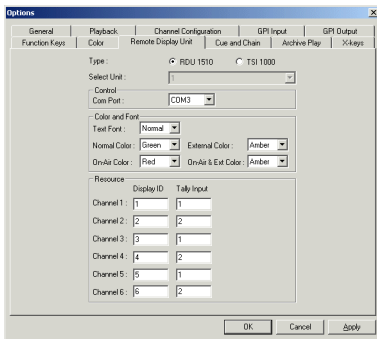 Options
General Playback Channel Configuration GPI Input GPI Output
Function Keys Color Remote Display Unit Cue and Chain Archive Play X-keys
Type : RDU 1510 TSI 1000
Select Unit : 1
Control
Com Port : COM3
Color and Font
Text Font : Normal
Normal Color : Green External Color : Amber
On-Air Color : Red On-Air & Ext Color : Amber
Resource
Display ID Tally Input
Channel 1 : 1 1
Channel 2 : 2 2
Channel 3 : 3 1
Channel 4 : 4 2
Channel 5 : 5 1
Channel 6 : 6 2
OK Cancel Apply